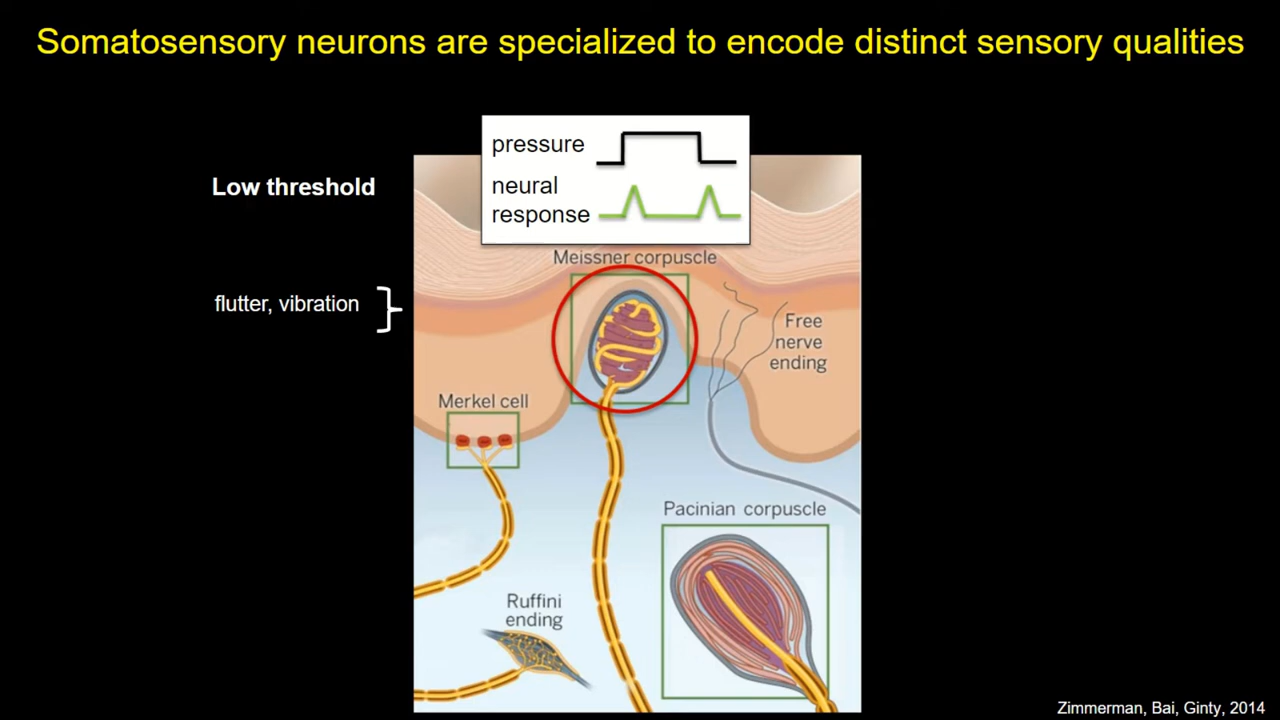 Somatosensory neurons are specialized to encode distinct sensory qualities
pressure
neural
response
Low threshold
Meissner corpuscle
flutter, vibration
Free
nerve
ending
Merkel cell
Pacinian corpuscle
Ruffini
ending
Zimmerman, Bai, Ginty, 2014